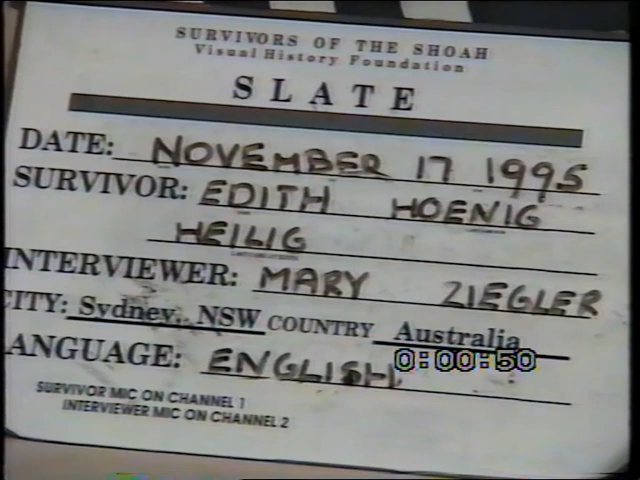 SURVIVORS OF THE SHOAH
Visual History Foundation
SLATE
DATE: NOVEMBER 17 1995
SURVIVOR: EDITH HOENIG
HEILIG
INTERVIEWER: MARY ZIEGLER
CITY: Sydney, NSW COUNTRY Australia
LANGUAGE: ENGLISH 0:00:50
SURVIVOR MIC ON CHANNEL 1
INTERVIEWER MIC ON CHANNEL 2